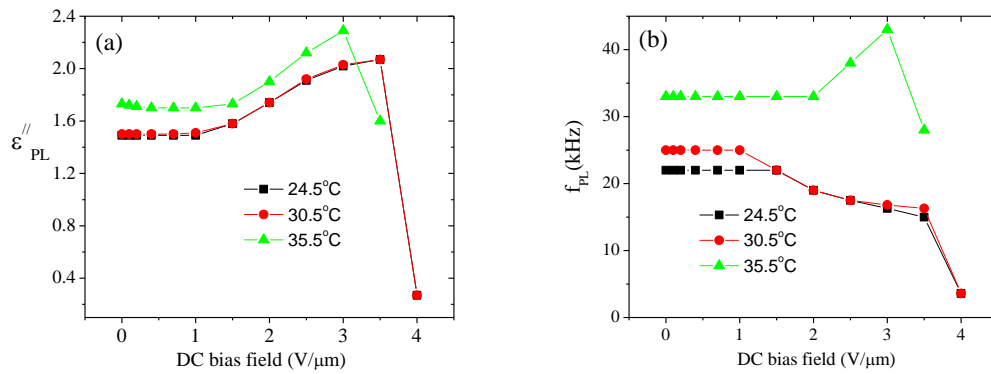 (a)
2.4
2.0
1.6
1.2
0.8
0.4
ε//PL
24.5°C
30.5°C
35.5°C
0 1 2 3 4
DC bias field (V/μm)
(b)
40
30
20
10
0
fPL(kHz)
24.5°C
30.5°C
35.5°C
0 1 2 3 4
DC bias field (V/μm)